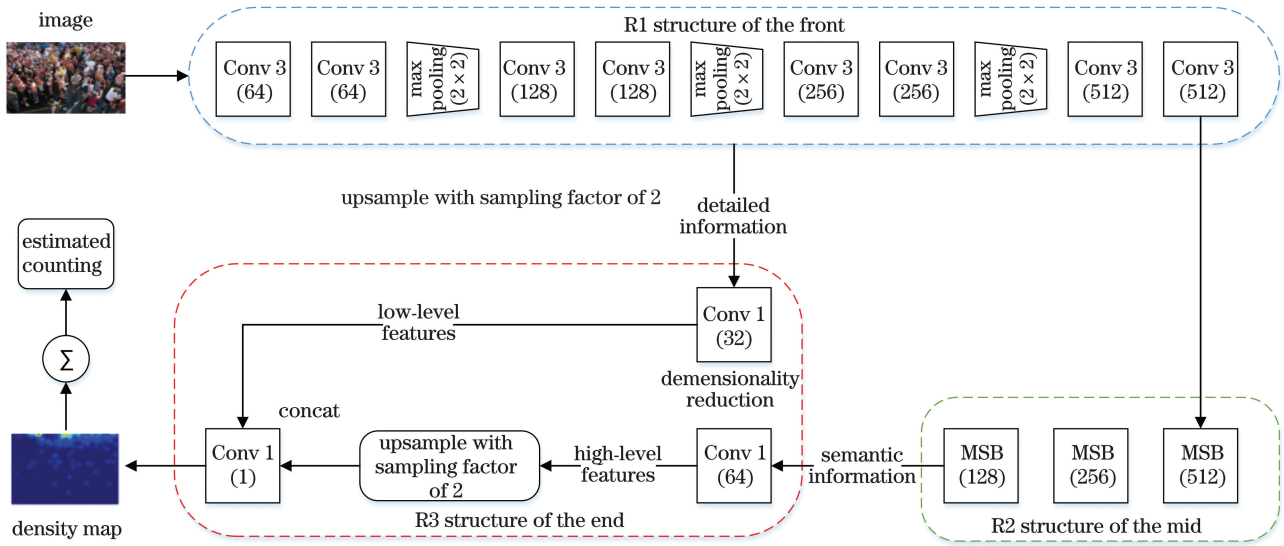 image
R1 structure of the front
Conv 3
(64)
Conv 3
(64)
max
pooling
(2 × 2)
Conv 3
(128)
Conv 3
(128)
max
pooling
(2 × 2)
Conv 3
(256)
Conv 3
(256)
max
pooling
(2 × 2)
Conv 3
(512)
Conv 3
(512)
upsample with sampling factor of 2
detailed
information
estimated
counting
Σ
low-level
features
Conv 1
(32)
demensionality
reduction
concat
Conv 1
(1)
upsample with
sampling factor
of 2
high-level
features
Conv 1
(64)
semantic
information
MSB
(128)
MSB
(256)
MSB
(512)
density map
R3 structure of the end
R2 structure of the mid